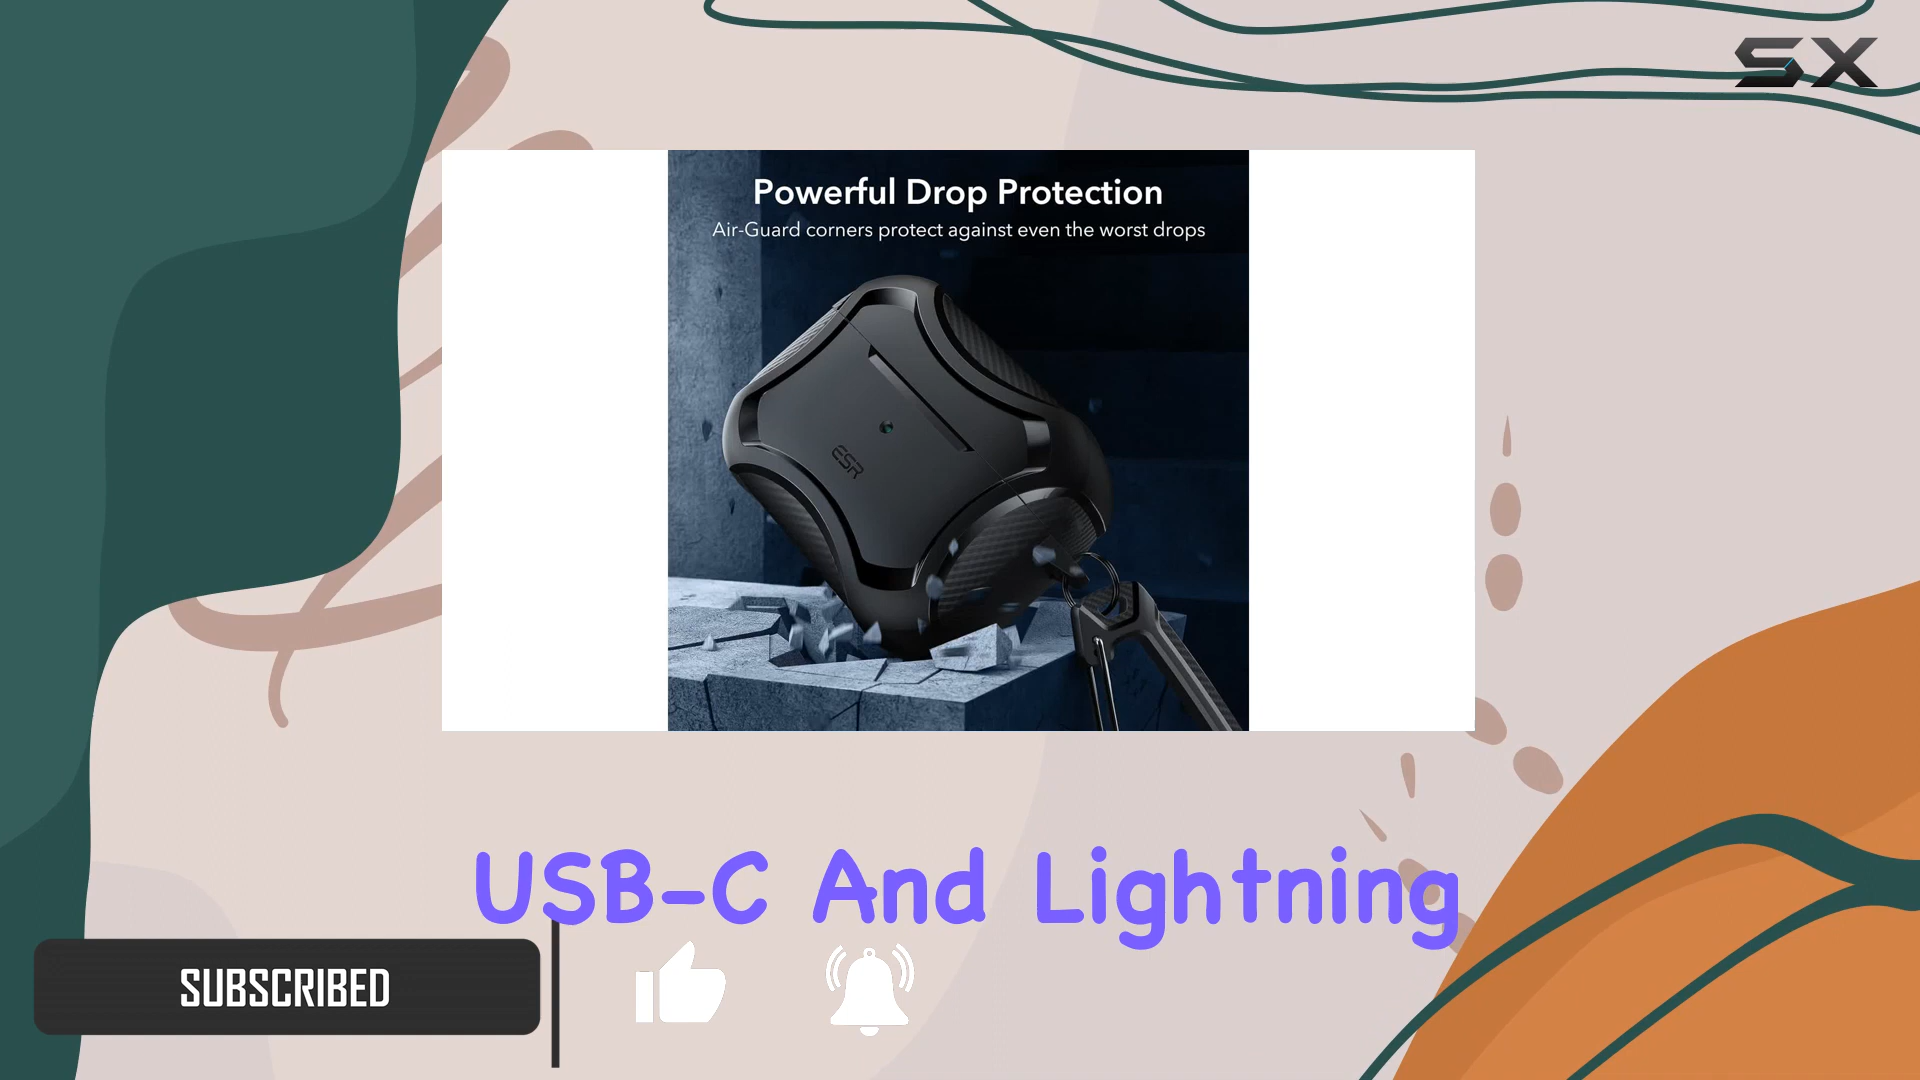 SX
Powerful Drop Protection
Air-Guard corners protect against even the worst drops
ESR
USB-C And Lightning
SUBSCRIBED